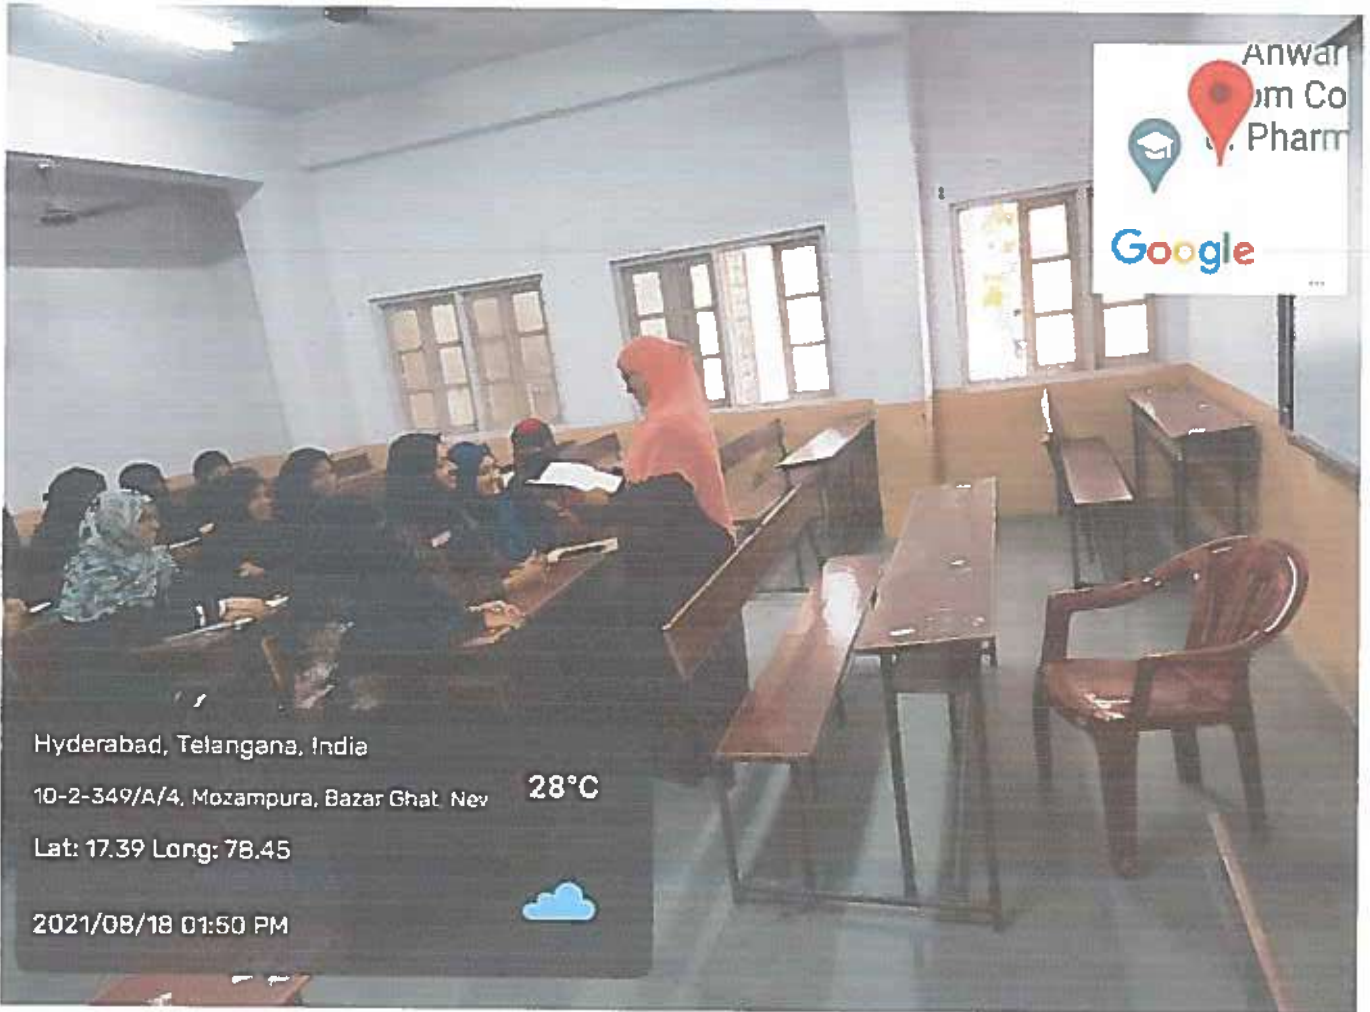 Anwar
om Co
Pharm
Google
Hyderabad, Telangana, India
10-2-349/A/4, Mozampura, Bazar Ghat, Nev
28°C
Lat: 17.39 Long: 78.45
2021/08/18 01:50 PM